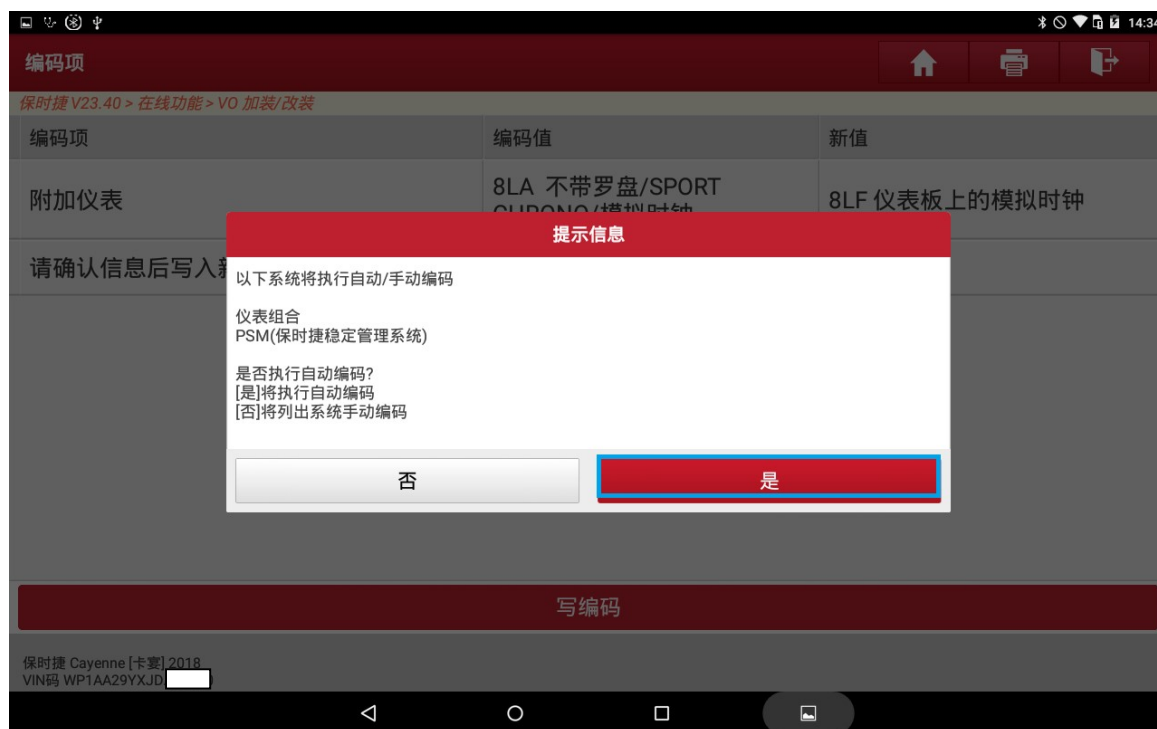 14:34
编码项
保时捷 V23.40 > 在线功能 > VO 加装/改装
编码项 编码值 新值
附加仪表 8LA 不带罗盘/SPORT CHRONO/模拟时钟 8LF 仪表板上的模拟时钟
请确认信息后写入新
提示信息
以下系统将执行自动/手动编码
仪表组合
PSM(保时捷稳定管理系统)
是否执行自动编码?
[是]将执行自动编码
[否]将列出系统手动编码
否 是
写编码
保时捷 Cayenne [卡宴] 2018
VIN码 WP1AA29YXJD